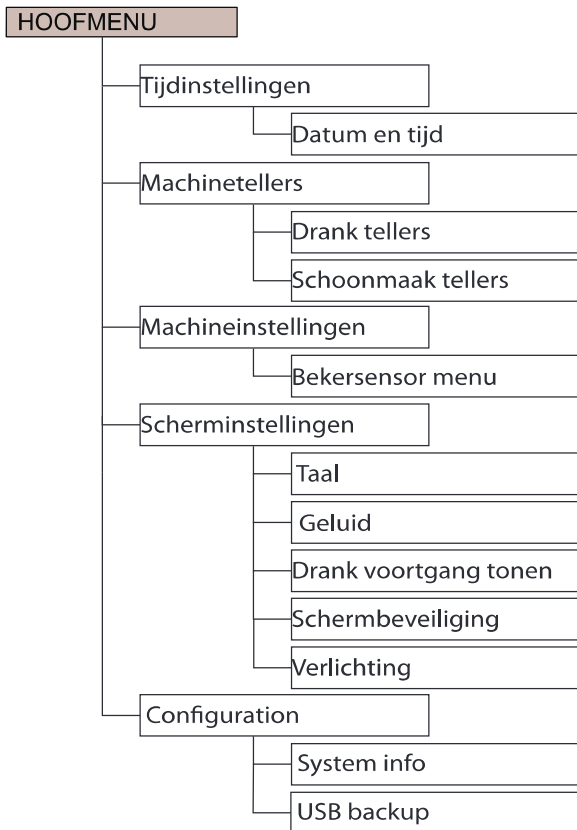 HOOFMENU
Tijdinstellingen
Datum en tijd
Machinetellers
Drank tellers
Schoonmaak tellers
Machineinstellingen
Bekersensor menu
Scherminstellingen
Taal
Geluid
Drank voortgang tonen
Schermbeveiliging
Verlichting
Configuration
System info
USB backup